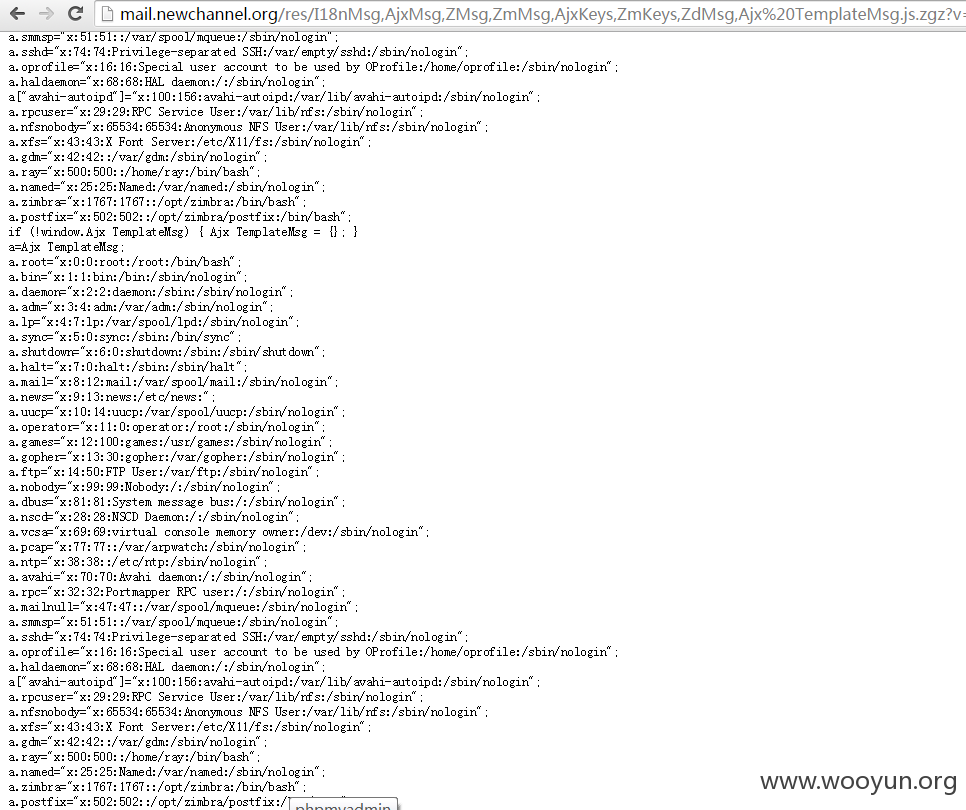 mail.newchannel.org/res/I18nMsg,AjxMsg,ZMsg,ZmMsg,AjxKeys,ZmKeys,ZdMsg,Ajx%20TemplateMsg.js.zgz?v=
a.smmsp="x:51:51::/var/spool/mqueue:/sbin/nologin";
a.sshd="x:74:74:Privilege-separated SSH:/var/empty/sshd:/sbin/nologin";
a.oprofile="x:16:16:Special user account to be used by OProfile:/home/oprofile:/sbin/nologin";
a.haldaemon="x:68:68:HAL daemon:/:/sbin/nologin";
a["avahi-autoipd"]="x:100:156:avahi-autoipd:/var/lib/avahi-autoipd:/sbin/nologin";
a.rpcuser="x:29:29:RPC Service User:/var/lib/nfs:/sbin/nologin";
a.nfsnobody="x:65534:65534:Anonymous NFS User:/var/lib/nfs:/sbin/nologin";
a.xfs="x:43:43:X Font Server:/etc/X11/fs:/sbin/nologin";
a.gdm="x:42:42::/var/gdm:/sbin/nologin";
a.ray="x:500:500::/home/ray:/bin/bash";
a.named="x:25:25:Named:/var/named:/sbin/nologin";
a.zimbra="x:1767:1767::/opt/zimbra:/bin/bash";
a.postfix="x:502:502::/opt/zimbra/postfix:/bin/bash";
if (!window.Ajx TemplateMsg) { Ajx TemplateMsg = {}; }
a=Ajx TemplateMsg;
a.root="x:0:0:root:/root:/bin/bash";
a.bin="x:1:1:bin:/bin:/sbin/nologin";
a.daemon="x:2:2:daemon:/sbin:/sbin/nologin";
a.adm="x:3:4:adm:/var/adm:/sbin/nologin";
a.lp="x:4:7:lp:/var/spool/lpd:/sbin/nologin";
a.sync="x:5:0:sync:/sbin:/bin/sync";
a.shutdown="x:6:0:shutdown:/sbin:/sbin/shutdown";
a.halt="x:7:0:halt:/sbin:/sbin/halt";
a.mail="x:8:12:mail:/var/spool/mail:/sbin/nologin";
a.news="x:9:13:news:/etc/news:";
a.uucp="x:10:14:uucp:/var/spool/uucp:/sbin/nologin";
a.operator="x:11:0:operator:/root:/sbin/nologin";
a.games="x:12:100:games:/usr/games:/sbin/nologin";
a.gopher="x:13:30:gopher:/var/gopher:/sbin/nologin";
a.ftp="x:14:50:FTP User:/var/ftp:/sbin/nologin";
a.nobody="x:99:99:Nobody:/:/sbin/nologin";
a.dbus="x:81:81:System message bus:/:/sbin/nologin";
a.nscd="x:28:28:NSCD Daemon:/:/sbin/nologin";
a.vcsa="x:69:69:virtual console memory owner:/dev:/sbin/nologin";
a.pcap="x:77:77::/var/arpwatch:/sbin/nologin";
a.ntp="x:38:38::/etc/ntp:/sbin/nologin";
a.avahi="x:70:70:Avahi daemon:/:/sbin/nologin";
a.rpc="x:32:32:Portmapper RPC user:/:/sbin/nologin";
a.mailnull="x:47:47::/var/spool/mqueue:/sbin/nologin";
a.smmsp="x:51:51::/var/spool/mqueue:/sbin/nologin";
a.sshd="x:74:74:Privilege-separated SSH:/var/empty/sshd:/sbin/nologin";
a.oprofile="x:16:16:Special user account to be used by OProfile:/home/oprofile:/sbin/nologin";
a.haldaemon="x:68:68:HAL daemon:/:/sbin/nologin";
a["avahi-autoipd"]="x:100:156:avahi-autoipd:/var/lib/avahi-autoipd:/sbin/nologin";
a.rpcuser="x:29:29:RPC Service User:/var/lib/nfs:/sbin/nologin";
a.nfsnobody="x:65534:65534:Anonymous NFS User:/var/lib/nfs:/sbin/nologin";
a.xfs="x:43:43:X Font Server:/etc/X11/fs:/sbin/nologin";
a.gdm="x:42:42::/var/gdm:/sbin/nologin";
a.ray="x:500:500::/home/ray:/bin/bash";
a.named="x:25:25:Named:/var/named:/sbin/nologin";
a.zimbra="x:1767:1767::/opt/zimbra:/bin/bash";
a.postfix="x:502:502::/opt/zimbra/postfix:/
phpmyadmin
www.wooyun.org